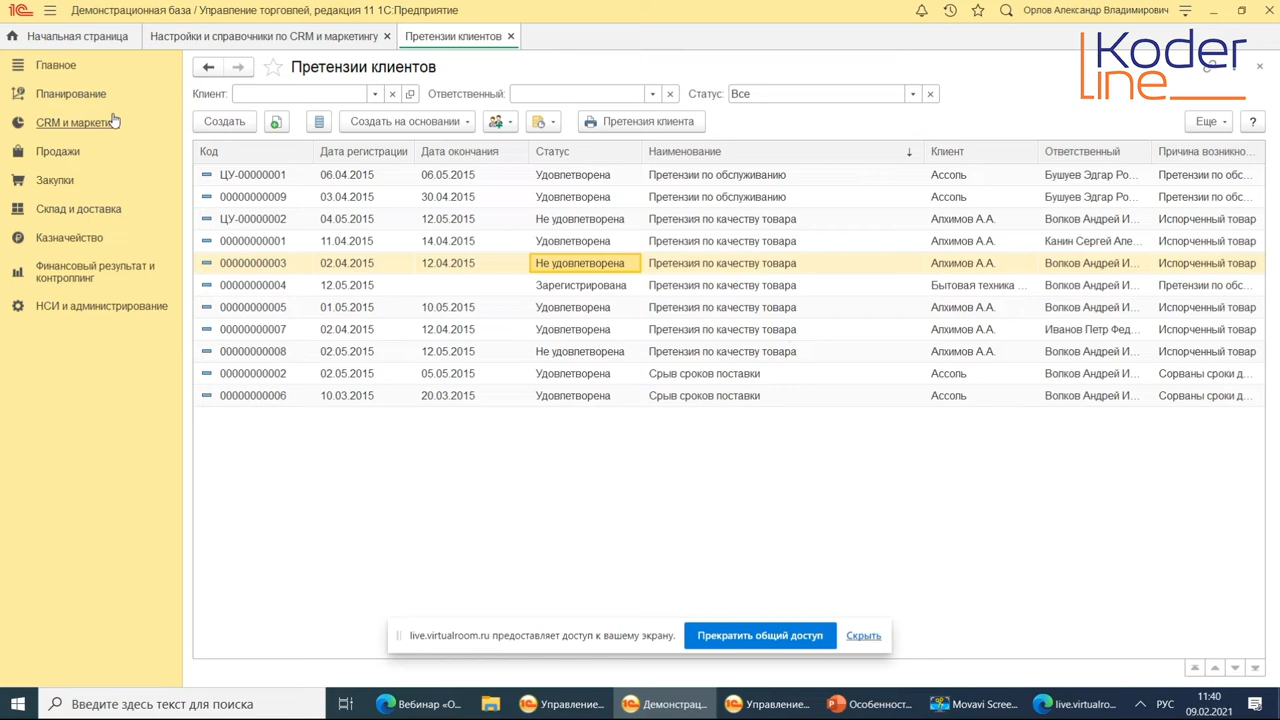 Демонстрационная база / Управление торговлей, редакция 11 1С:Предприятие
Орлов Александр Владимирович
Начальная страница
Настройки и справочники по CRM и маркетингу ×
Претензии клиентов ×
Koder
line
Главное
Планирование
CRM и маркети
Продажи
Закупки
Склад и доставка
Казначейство
Финансовый результат и
контроллинг
НСИ и администрирование
Претензии клиентов
Клиент:
Ответственный:
Статус: Все
Создать
Создать на основании
Претензия клиента
Еще
?
Код Дата регистрации Дата окончания Статус Наименование Клиент Ответственный Причина возникно...
ЦУ-00000001 06.04.2015 06.05.2015 Удовлетворена Претензии по обслуживанию Ассоль Бушуев Эдгар Ро... Претензии по обс...
00000000009 03.04.2015 30.04.2015 Удовлетворена Претензии по обслуживанию Ассоль Бушуев Эдгар Ро... Претензии по обс...
ЦУ-00000002 04.05.2015 12.05.2015 Не удовлетворена Претензия по качеству товара Алхимов А.А. Волков Андрей И... Испорченный товар
00000000001 11.04.2015 14.04.2015 Удовлетворена Претензия по качеству товара Алхимов А.А. Канин Сергей Але... Испорченный товар
00000000003 02.04.2015 12.04.2015 Не удовлетворена Претензия по качеству товара Алхимов А.А. Волков Андрей И... Испорченный товар
00000000004 12.05.2015 Зарегистрирована Претензия по качеству товара Бытовая техника ... Волков Андрей И... Претензии по обс...
00000000005 01.05.2015 10.05.2015 Удовлетворена Претензия по качеству товара Алхимов А.А. Волков Андрей И... Испорченный товар
00000000007 02.04.2015 12.04.2015 Удовлетворена Претензия по качеству товара Алхимов А.А. Иванов Петр Фед... Испорченный товар
00000000008 02.05.2015 12.05.2015 Не удовлетворена Претензия по качеству товара Алхимов А.А. Волков Андрей И... Испорченный товар
00000000002 02.05.2015 05.05.2015 Удовлетворена Срыв сроков поставки Ассоль Волков Андрей И... Сорваны сроки д...
00000000006 10.03.2015 20.03.2015 Удовлетворена Срыв сроков поставки Ассоль Волков Андрей И... Сорваны сроки д...
live.virtualroom.ru предоставляет доступ к вашему экрану.
Прекратить общий доступ
Скрыть
Введите здесь текст для поиска
Вебинар «О...
Управление...
Демонстрац...
Управление...
Особенност...
Movavi Scree...
live.virtualro...
РУС
11:40
09.02.2021